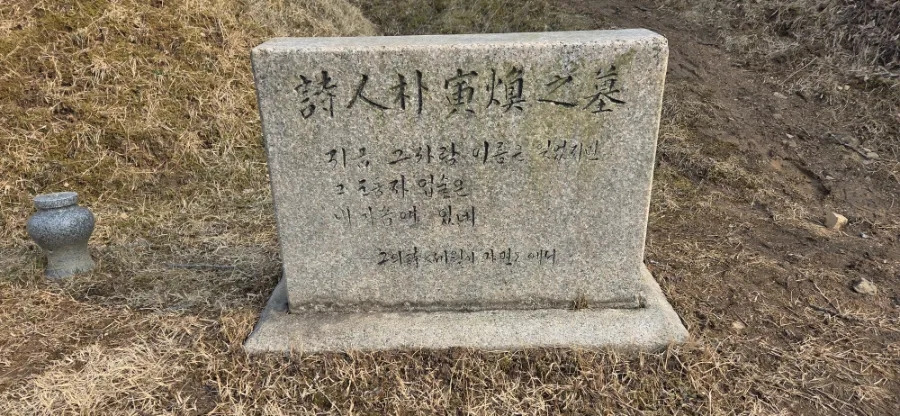 詩人朴寅煥之墓
지금 그사람 이름은 잊었지만
그 눈동자 입술은
내 가슴에 있네
그의 詩 <세월이 가면>에서